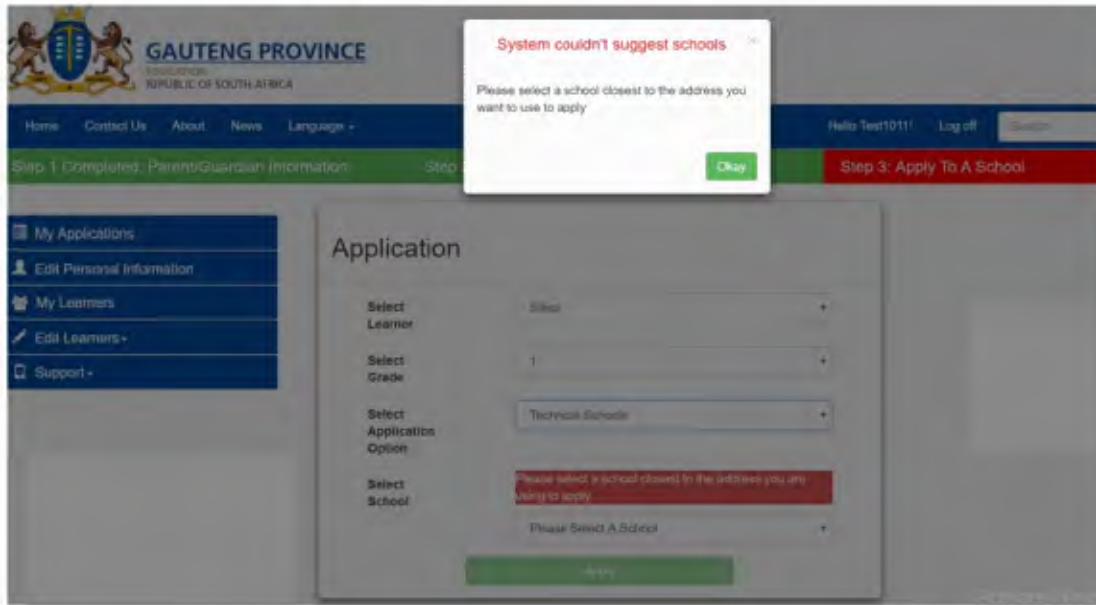 System couldn't suggest schools
×
GAUTENG PROVINCE
EDUCATION
REPUBLIC OF SOUTH AFRICA
Please select a school closest to the address you
want to use to apply
Okay
Home Contact Us About News Language
Hello Test1011! Log off Search
Step 1 Completed: Parent/Guardian Information Step Step 3: Apply To A School
My Applications
Edit Personal Information
My Learners
Edit Learners
Support
Application
Select
Learner
Select
Grade
1
Select
Application
Option
Technical Schools
Select
School
Please select a school closest to the address you are
using to apply
Please Select A School
Apply